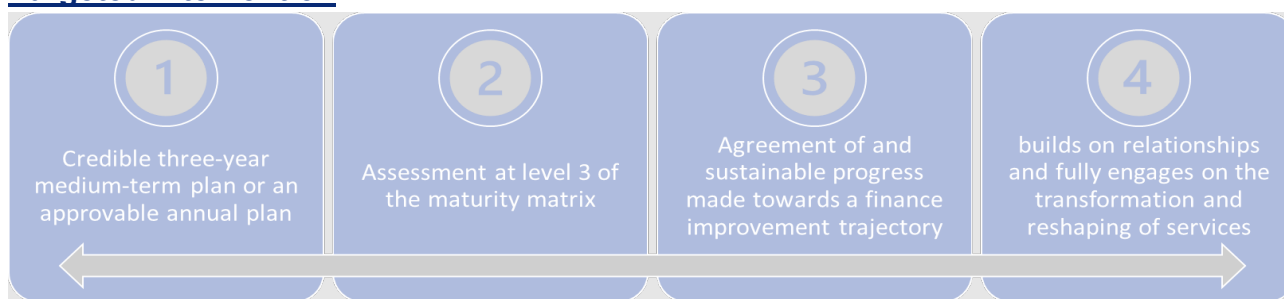 1
Credible three-year
medium-term plan or an
approvable annual plan
2
Assessment at level 3 of
the maturity matrix
3
Agreement of and
sustainable progress
made towards a finance
improvement trajectory
4
builds on relationships
and fully engages on the
transformation and
reshaping of services